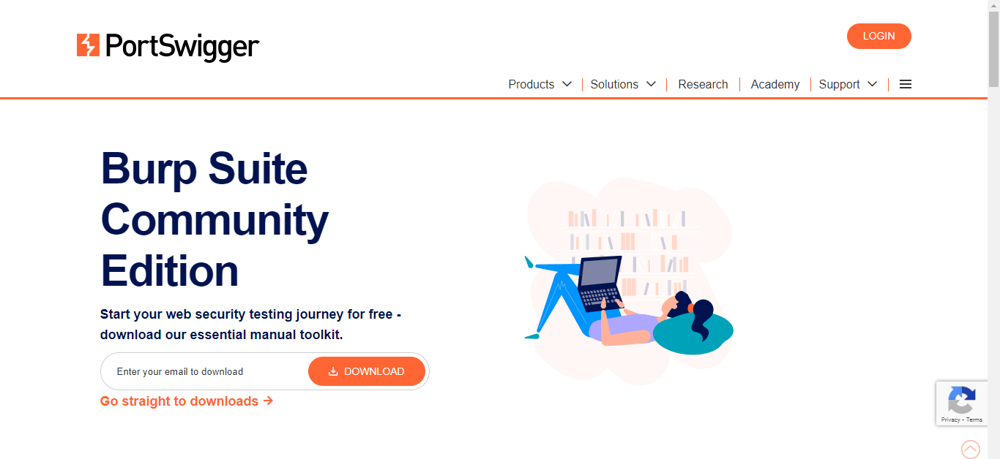 PortSwigger
LOGIN
Products
Solutions
Research
Academy
Support
Burp Suite
Community
Edition
Start your web security testing journey for free -
download our essential manual toolkit.
Enter your email to download
DOWNLOAD
Go straight to downloads →
Privacy - Terms